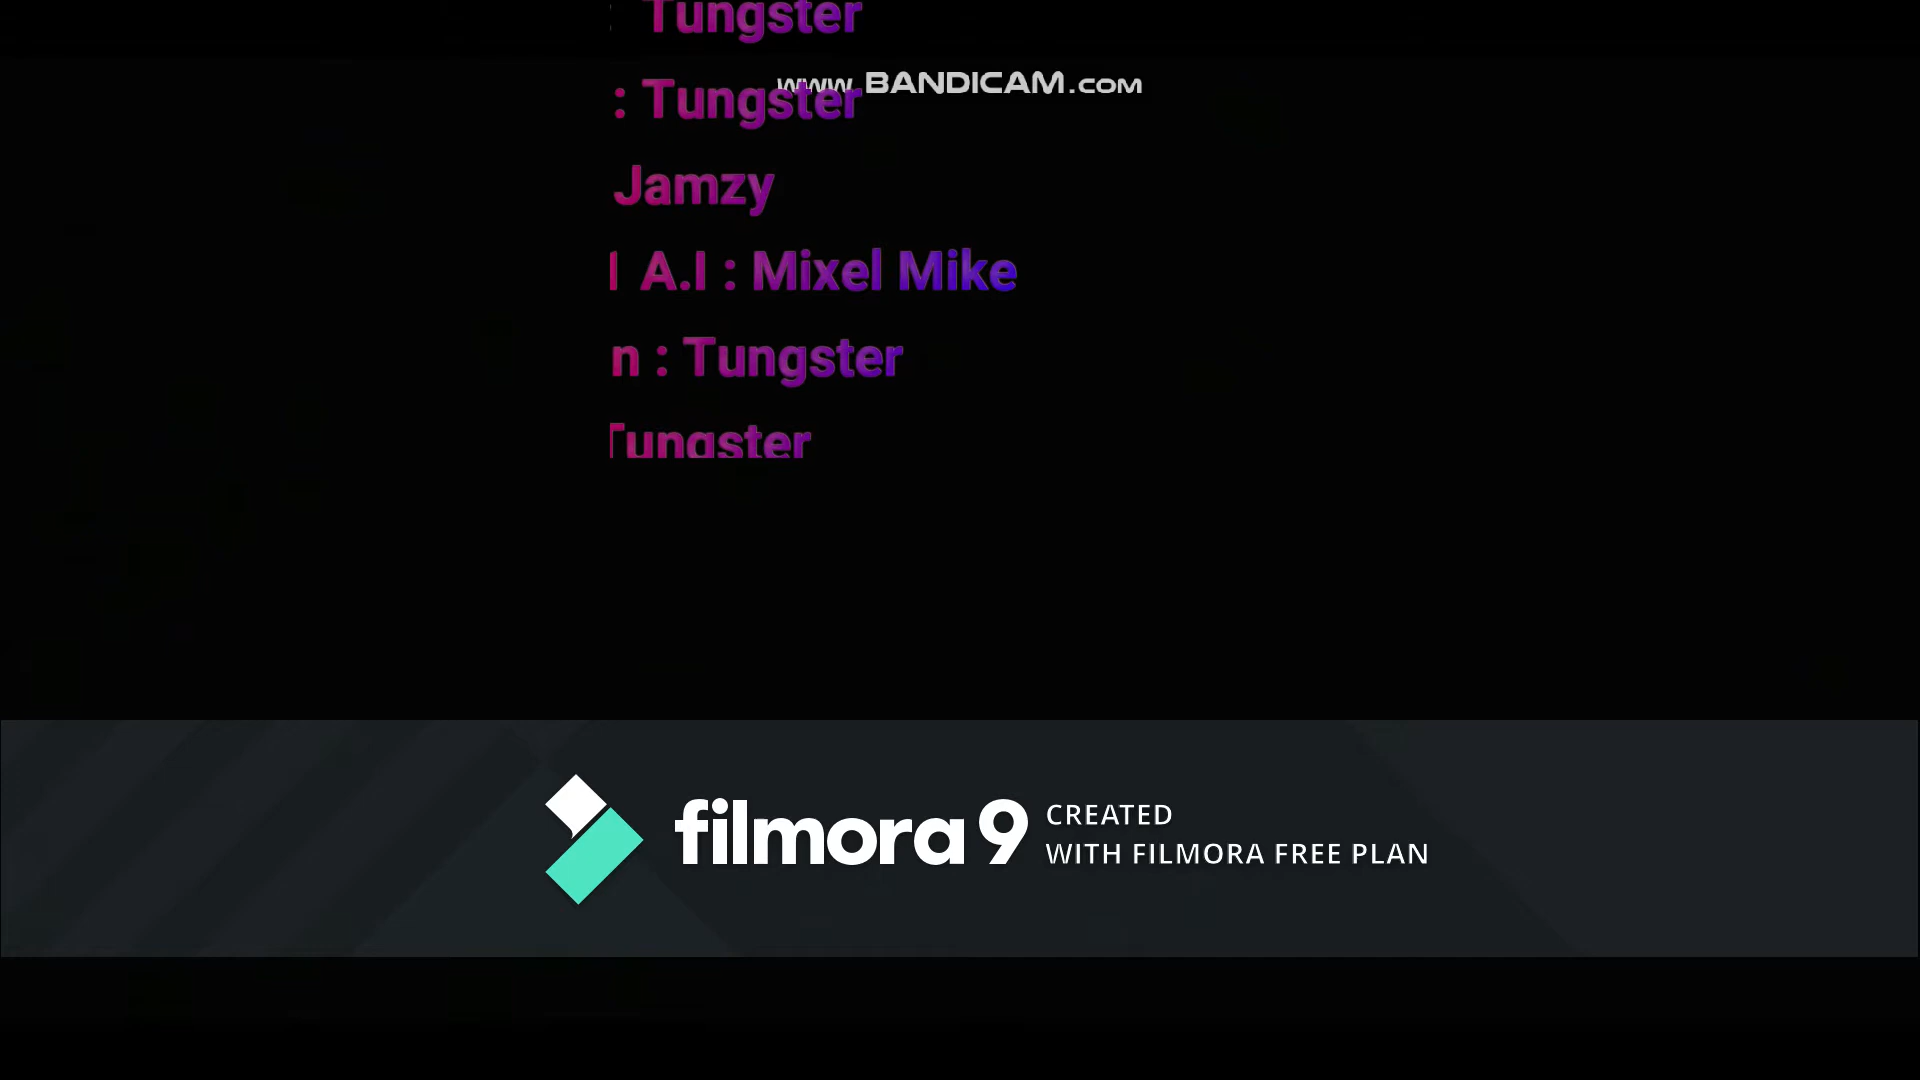 : Tungster
www.BANDICAM.com
: Tungster
Jamzy
A.I : Mixel Mike
n : Tungster
Tungster
filmora 9
CREATED
WITH FILMORA FREE PLAN